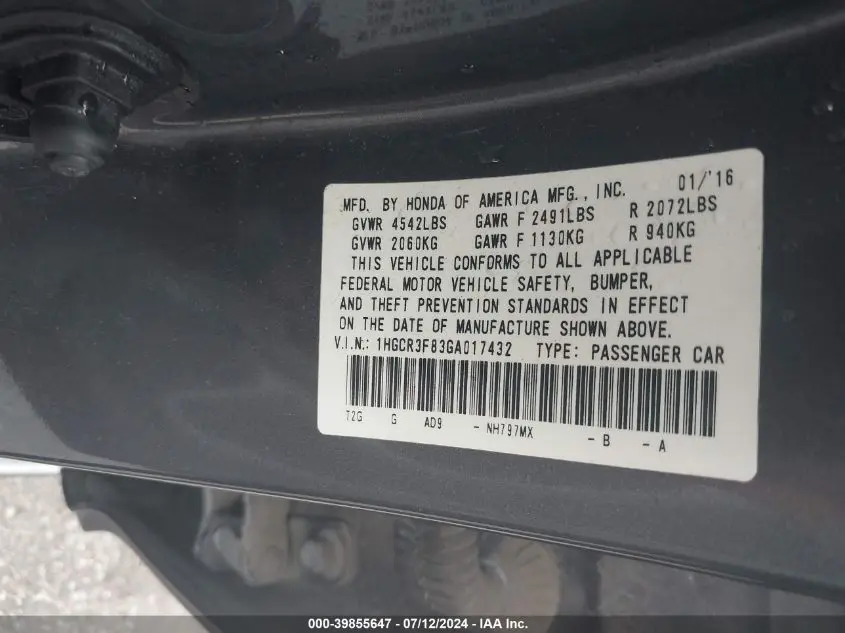 MFD. BY HONDA OF AMERICA MFG., INC. 01/'16
GVWR 4542LBS GAWR F 2491LBS R 2072LBS
GVWR 2060KG GAWR F 1130KG R 940KG
THIS VEHICLE CONFORMS TO ALL APPLICABLE
FEDERAL MOTOR VEHICLE SAFETY, BUMPER,
AND THEFT PREVENTION STANDARDS IN EFFECT
ON THE DATE OF MANUFACTURE SHOWN ABOVE.
V.I.N.: 1HGCR3F83GA017432 TYPE: PASSENGER CAR
T2G G AD9 - NH797MX - B - A
000-39855647 / 07/12/2024 - IAA Inc.